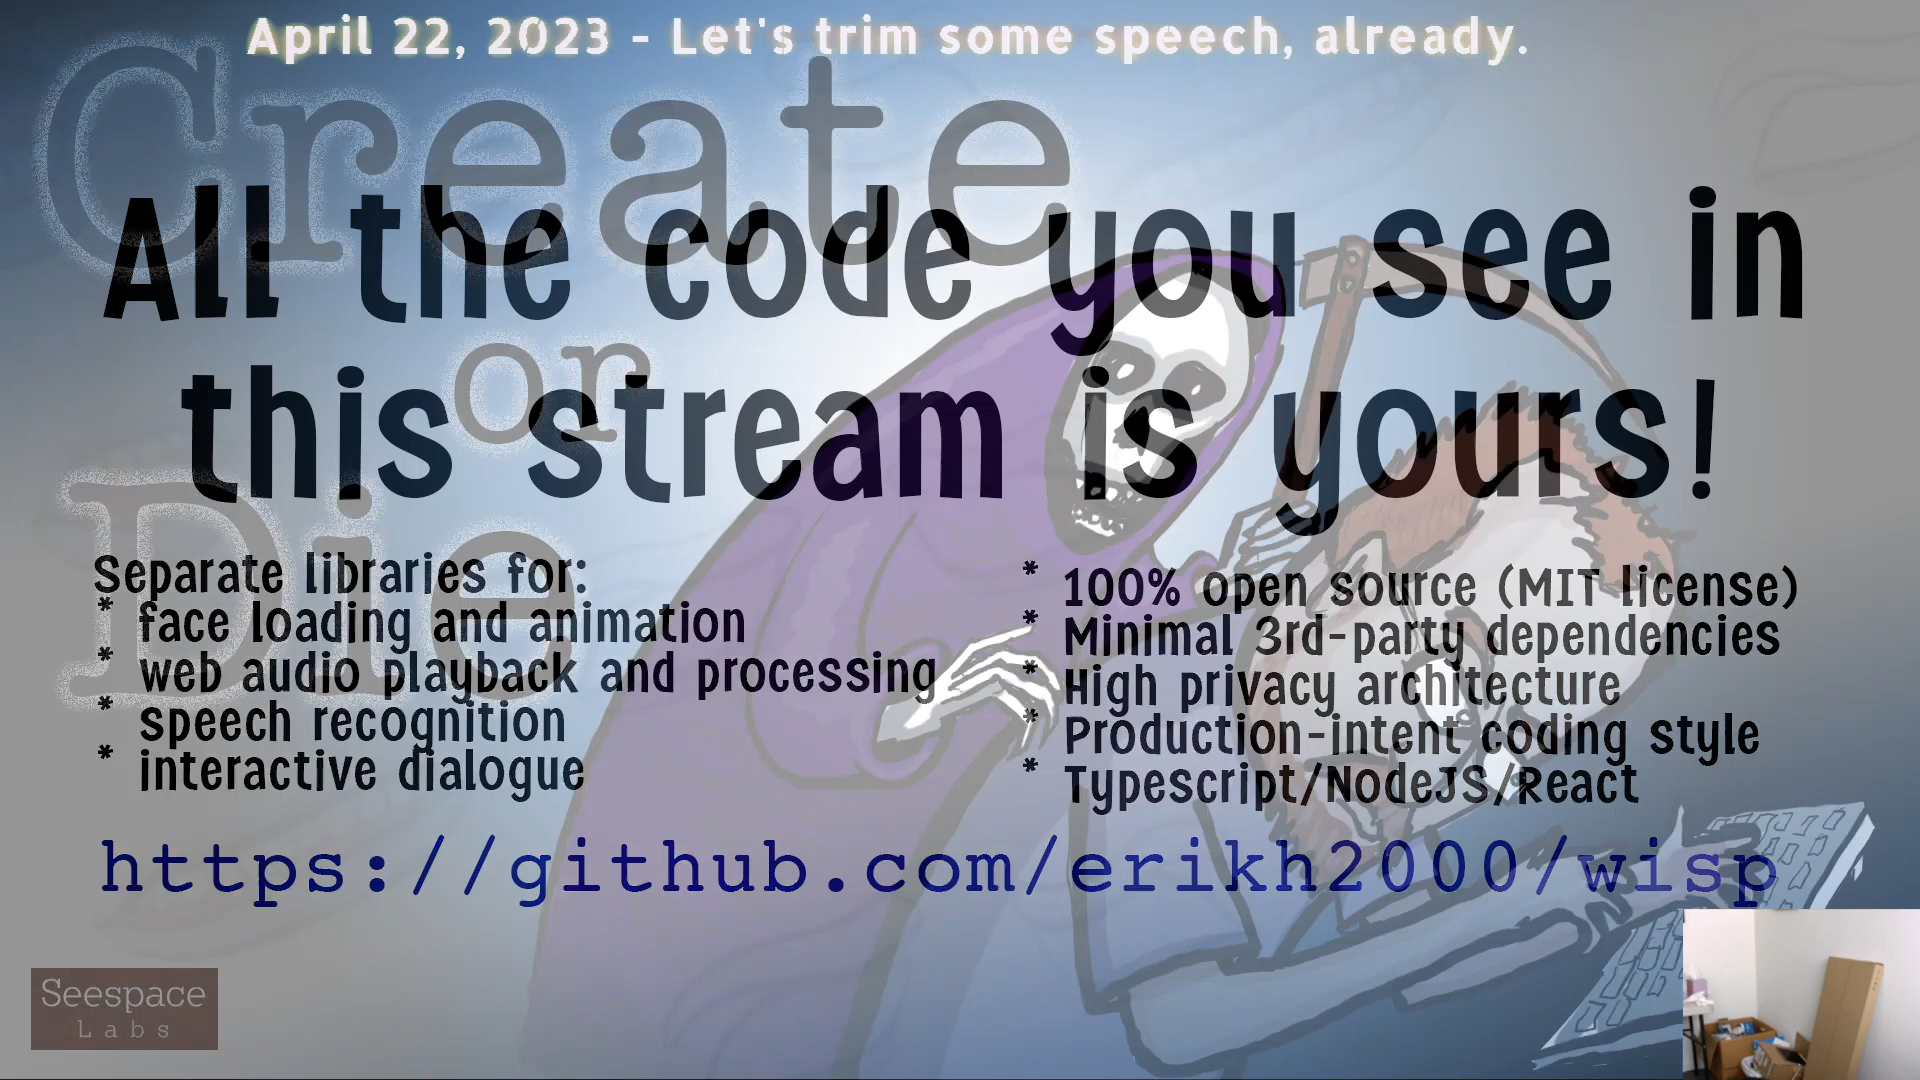 April 22, 2023 - Let's trim some speech, already.
Create
or
Die
All the code you see in
this stream is yours!
Separate libraries for:
* face loading and animation
* web audio playback and processing
* speech recognition
* interactive dialogue
* 100% open source (MIT license)
* Minimal 3rd-party dependencies
* High privacy architecture
* Production-intent coding style
* Typescript/NodeJS/React
https://github.com/erikh2000/wisp
Seespace
Labs